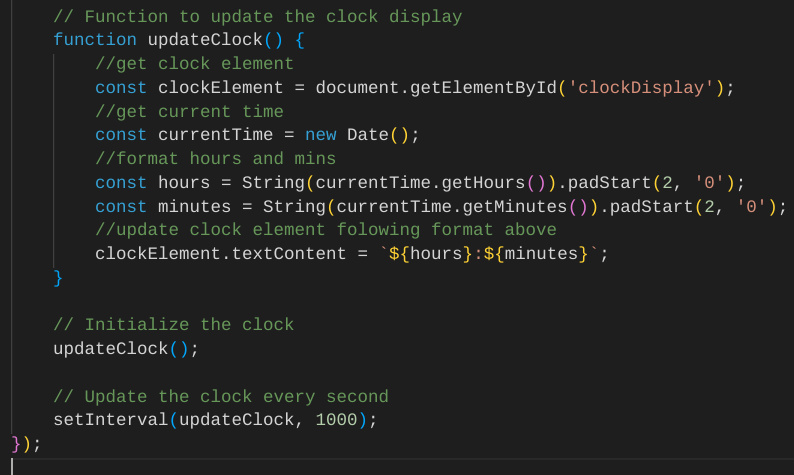 // Function to update the clock display
function updateClock() {
//get clock element
const clockElement = document.getElementById('clockDisplay');
//get current time
const currentTime = new Date();
//format hours and mins
const hours = String(currentTime.getHours()).padStart(2, '0');
const minutes = String(currentTime.getMinutes()).padStart(2, '0');
//update clock element folowing format above
clockElement.textContent = `${hours}:${minutes}`;
}
// Initialize the clock
updateClock();
// Update the clock every second
setInterval(updateClock, 1000);
});